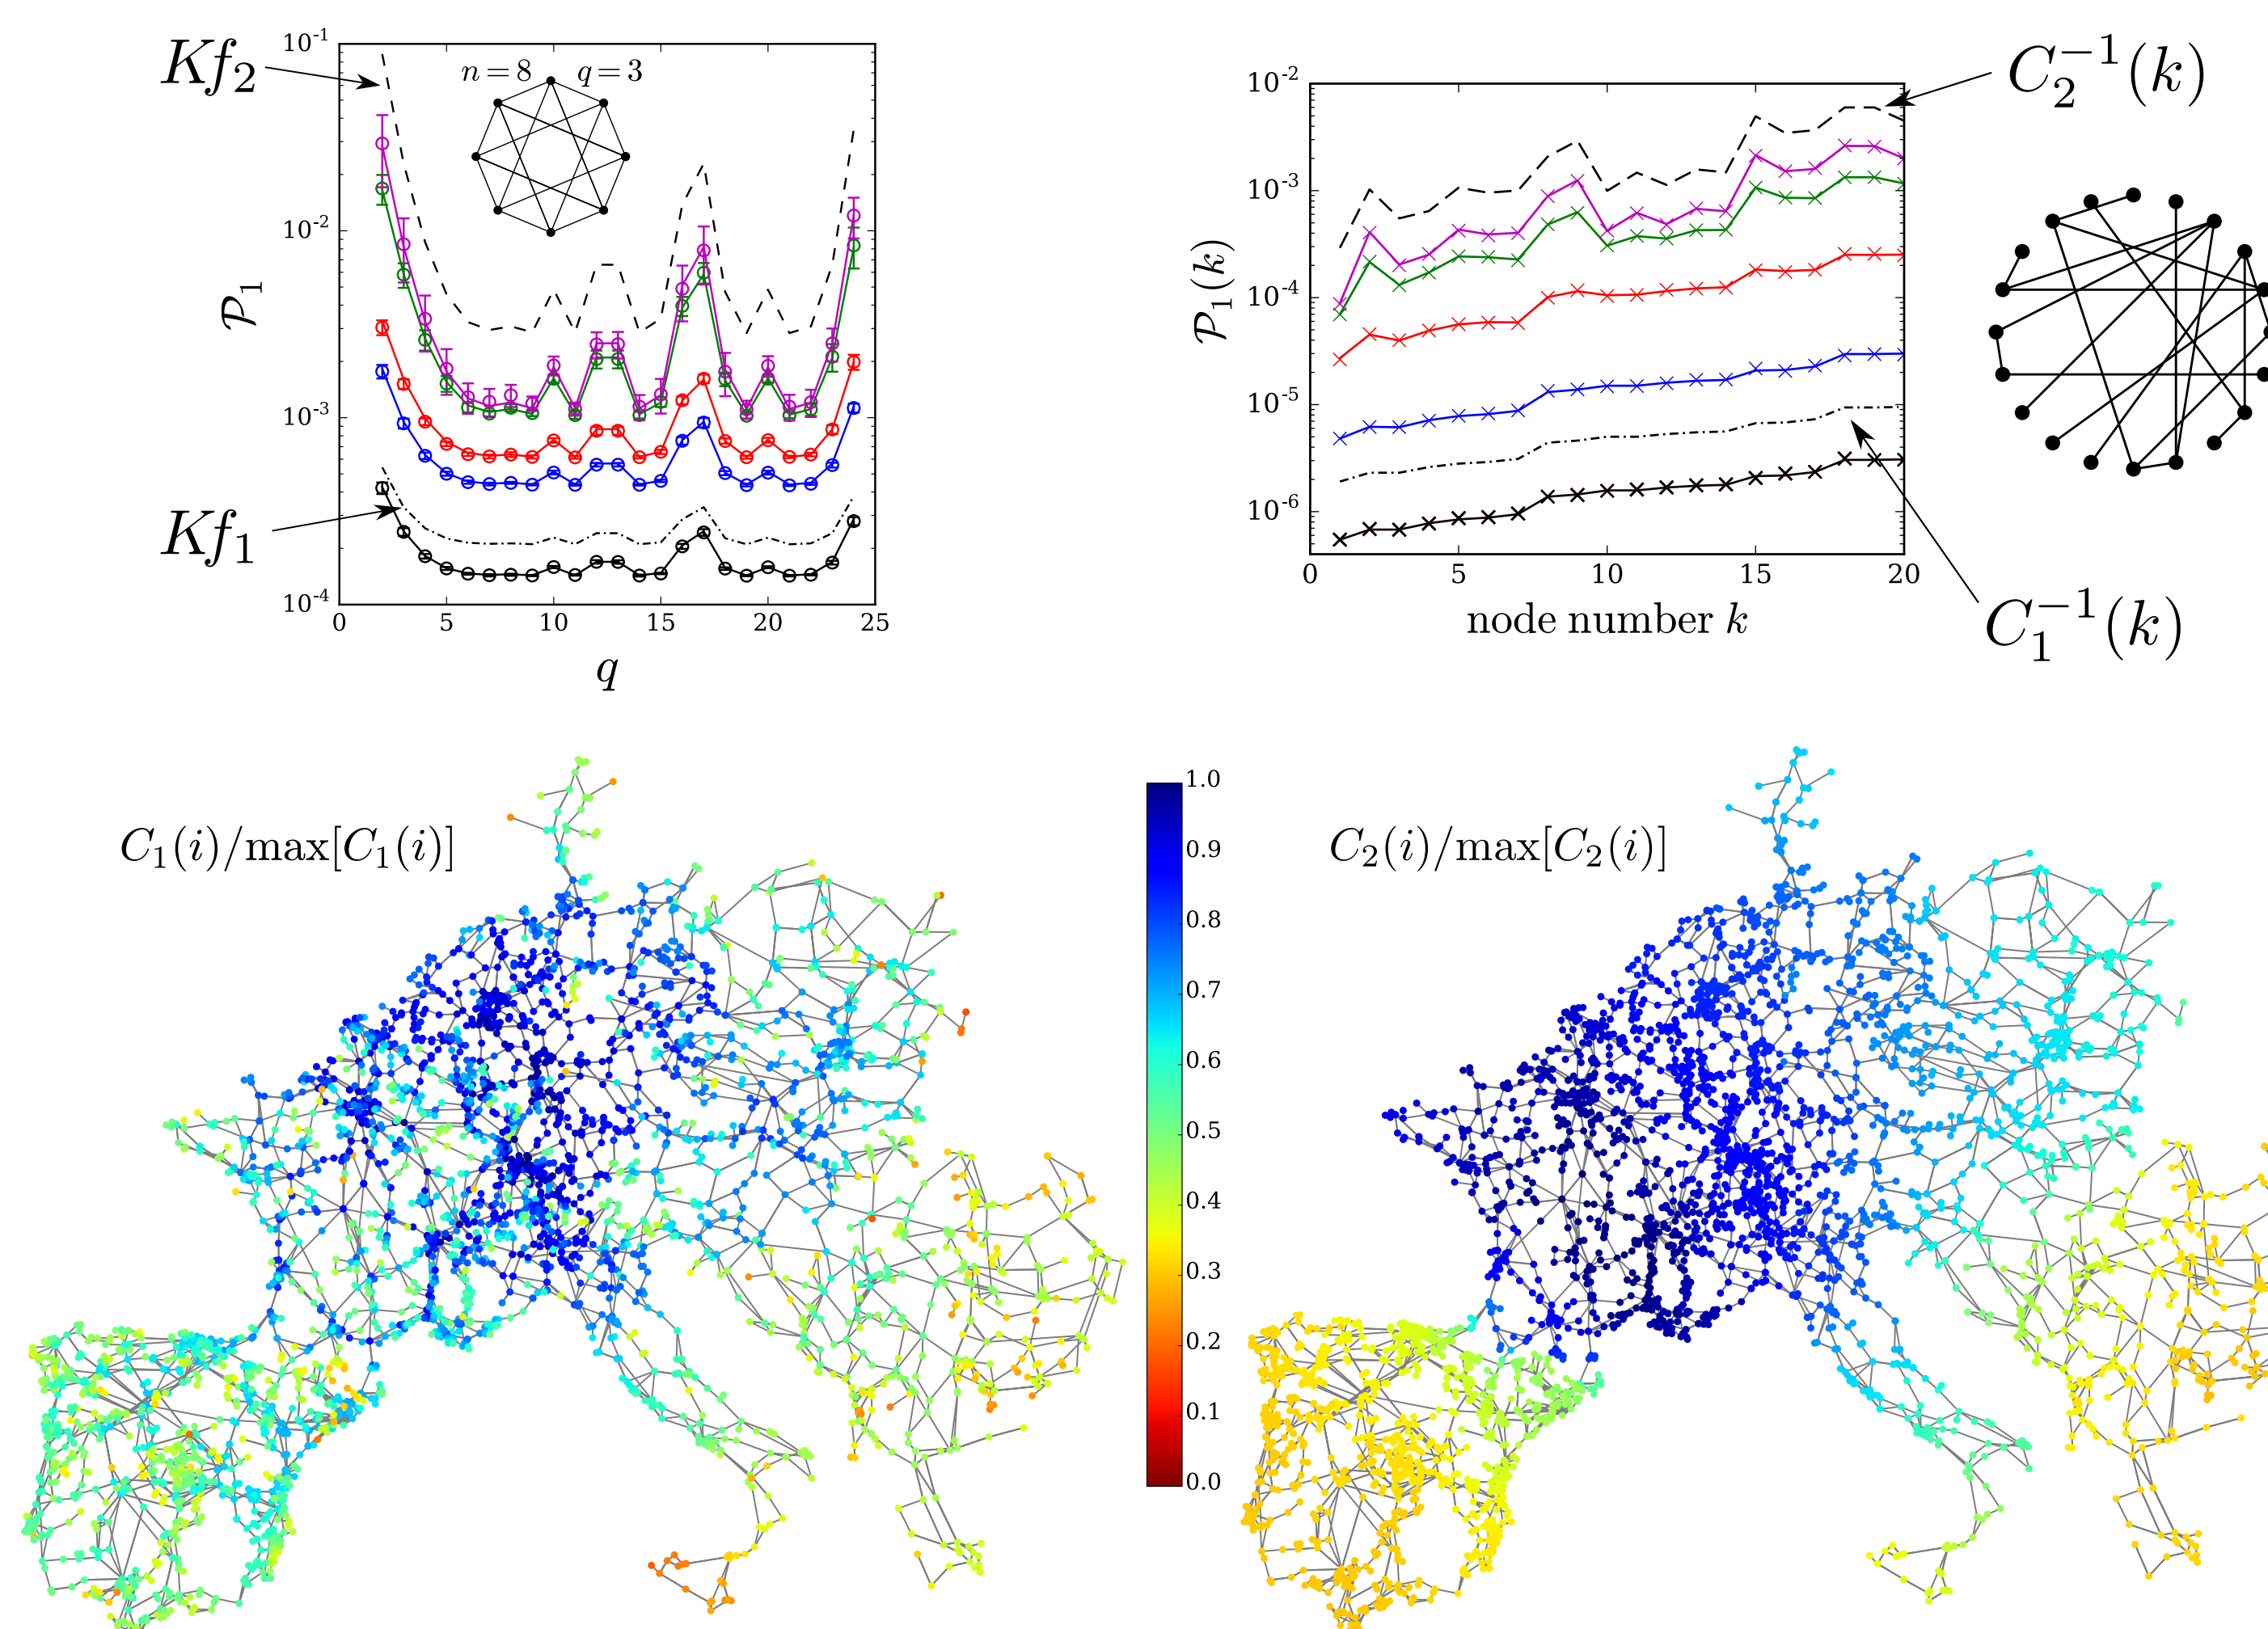 Kf₂
Kf₁
𝒫₁
10⁻¹
10⁻²
10⁻³
10⁻⁴
n = 8 q = 3
0 5 10 15 20 25
q
𝒫₁(k)
10⁻²
10⁻³
10⁻⁴
10⁻⁵
10⁻⁶
0 5 10 15 20
node number k
C₂⁻¹(k)
C₁⁻¹(k)
C₁(i)/max[C₁(i)]
1.0
0.9
0.8
0.7
0.6
0.5
0.4
0.3
0.2
0.1
0.0
C₂(i)/max[C₂(i)]